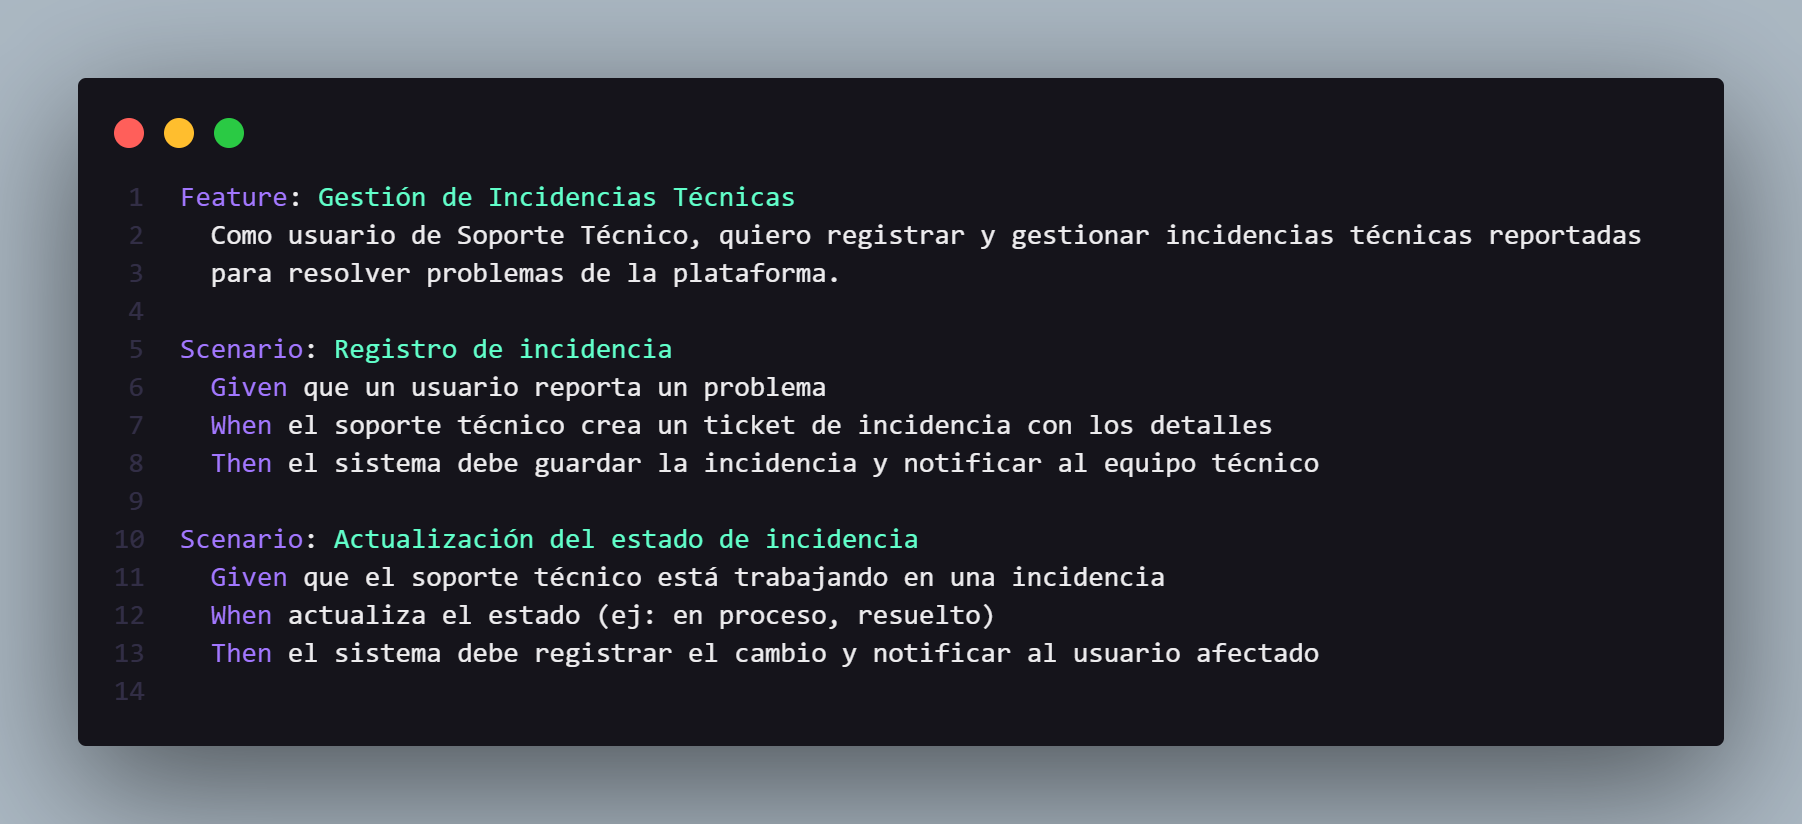 1 Feature: Gestión de Incidencias Técnicas
2 Como usuario de Soporte Técnico, quiero registrar y gestionar incidencias técnicas reportadas
3 para resolver problemas de la plataforma.
4
5 Scenario: Registro de incidencia
6 Given que un usuario reporta un problema
7 When el soporte técnico crea un ticket de incidencia con los detalles
8 Then el sistema debe guardar la incidencia y notificar al equipo técnico
9
10 Scenario: Actualización del estado de incidencia
11 Given que el soporte técnico está trabajando en una incidencia
12 When actualiza el estado (ej: en proceso, resuelto)
13 Then el sistema debe registrar el cambio y notificar al usuario afectado
14